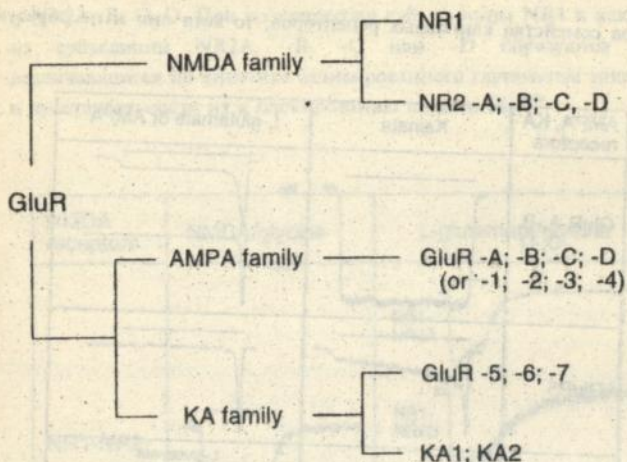 NR1
NMDA family
NR2 -A; -B; -C, -D
GluR
AMPA family
GluR -A; -B; -C; -D
(or -1; -2; -3; -4)
GluR -5; -6; -7
KA family
KA1; KA2